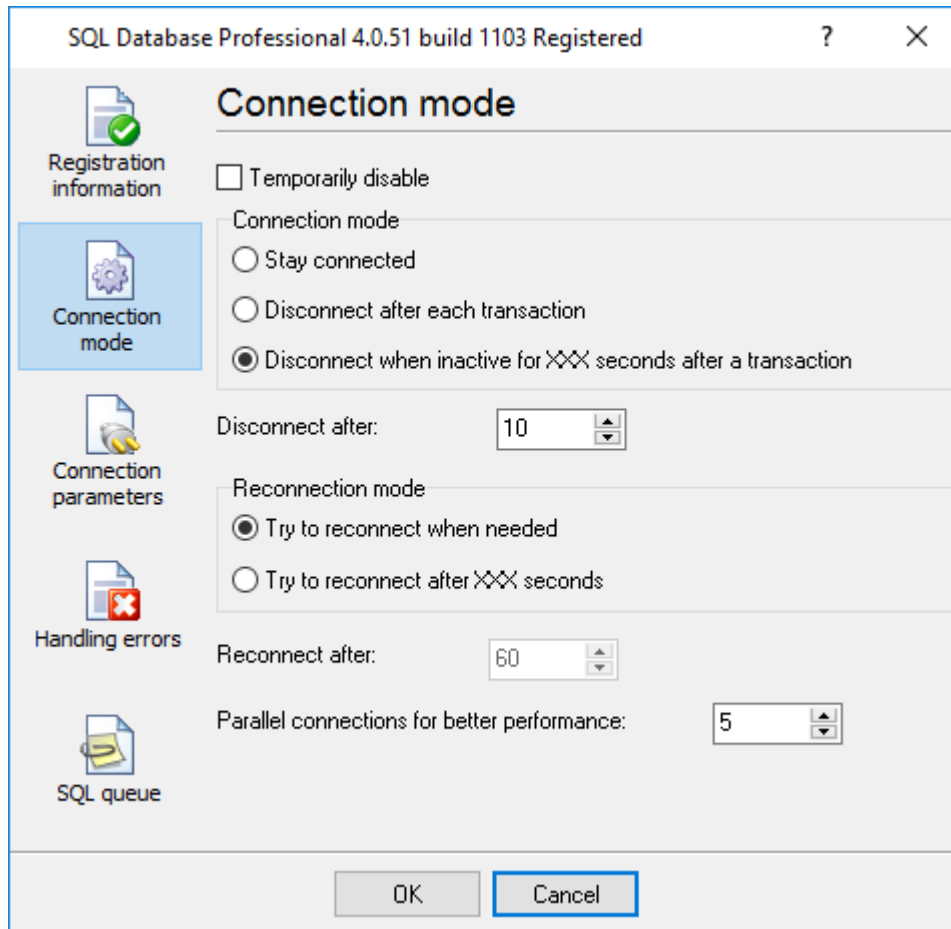 SQL Database Professional 4.0.51 build 1103 Registered
?
Registration
information
Connection
mode
Connection
parameters
Handling errors
SQL queue
Connection mode
Temporarily disable
Connection mode
Stay connected
Disconnect after each transaction
Disconnect when inactive for XXX seconds after a transaction
Disconnect after:
10
Reconnection mode
Try to reconnect when needed
Try to reconnect after XXX seconds
Reconnect after:
60
Parallel connections for better performance:
5
OK
Cancel